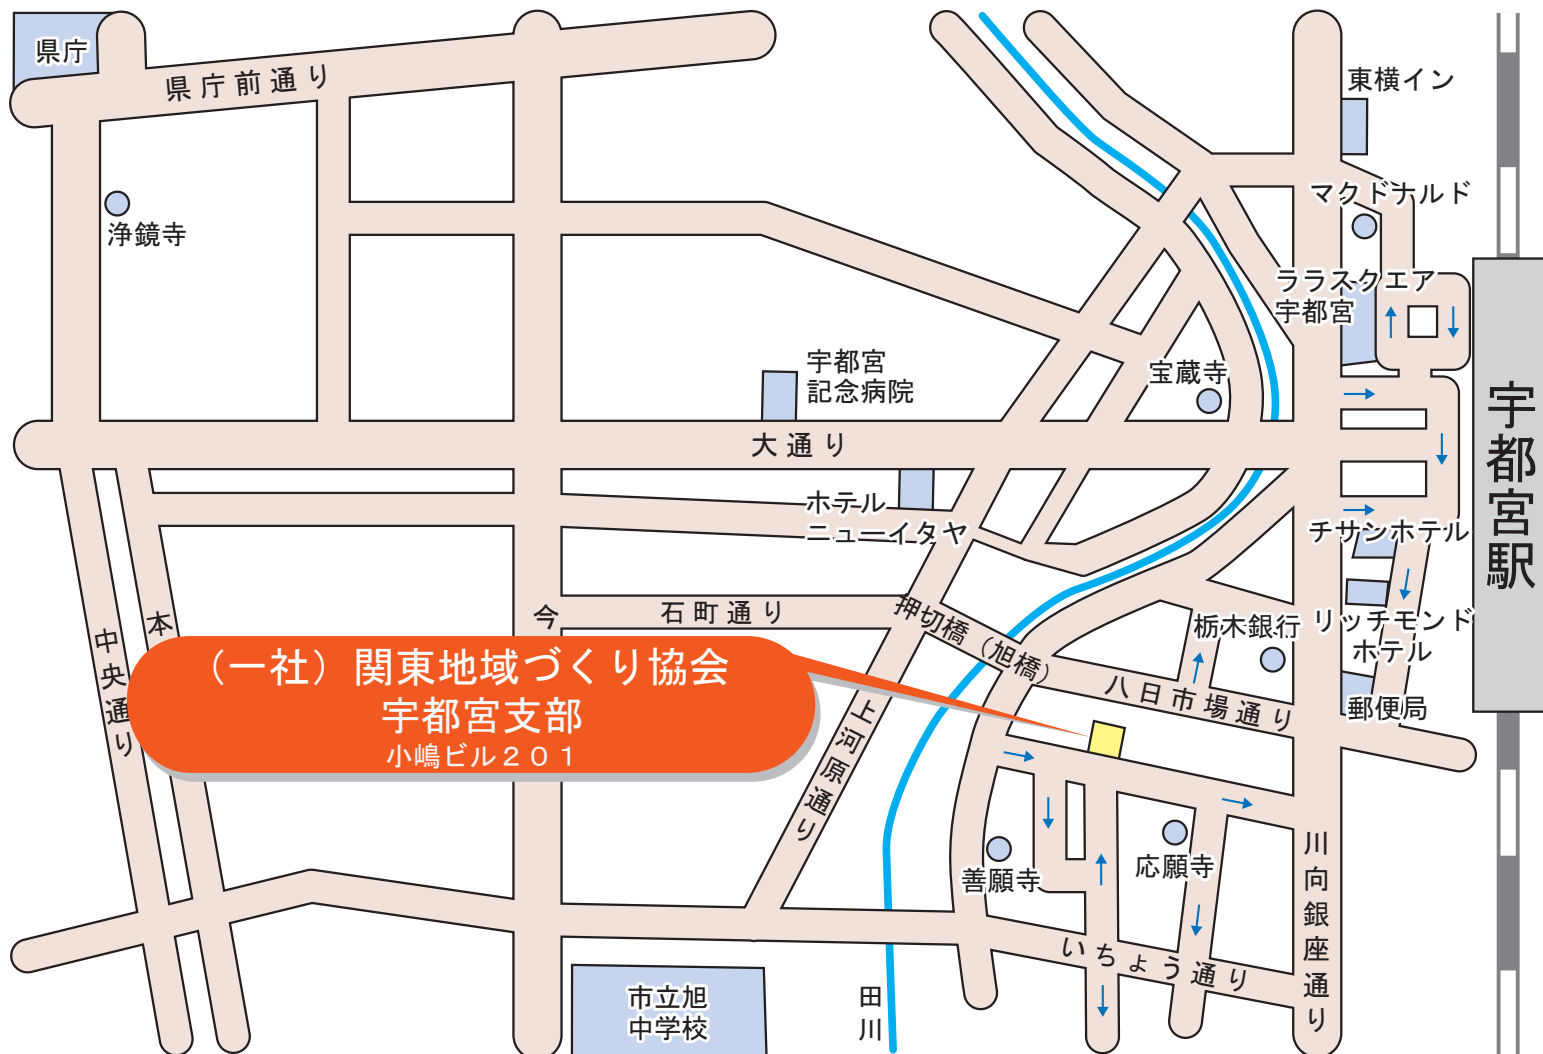 県庁
県庁前通り
東横イン
マクドナルド
浄鏡寺
ララスクエア
宇都宮
宇都宮
記念病院
宝蔵寺
宇都宮駅
大通り
ホテル
ニューイタヤ
チサンホテル
石町通り
押切橋（旭橋）
栃木銀行
リッチモンド
ホテル
今
本
中央通り
八日市場通り
郵便局
（一社）関東地域づくり協会
宇都宮支部
小嶋ビル２０１
上河原通り
善願寺
応願寺
川向銀座通り
いちょう通り
市立旭
中学校
田川